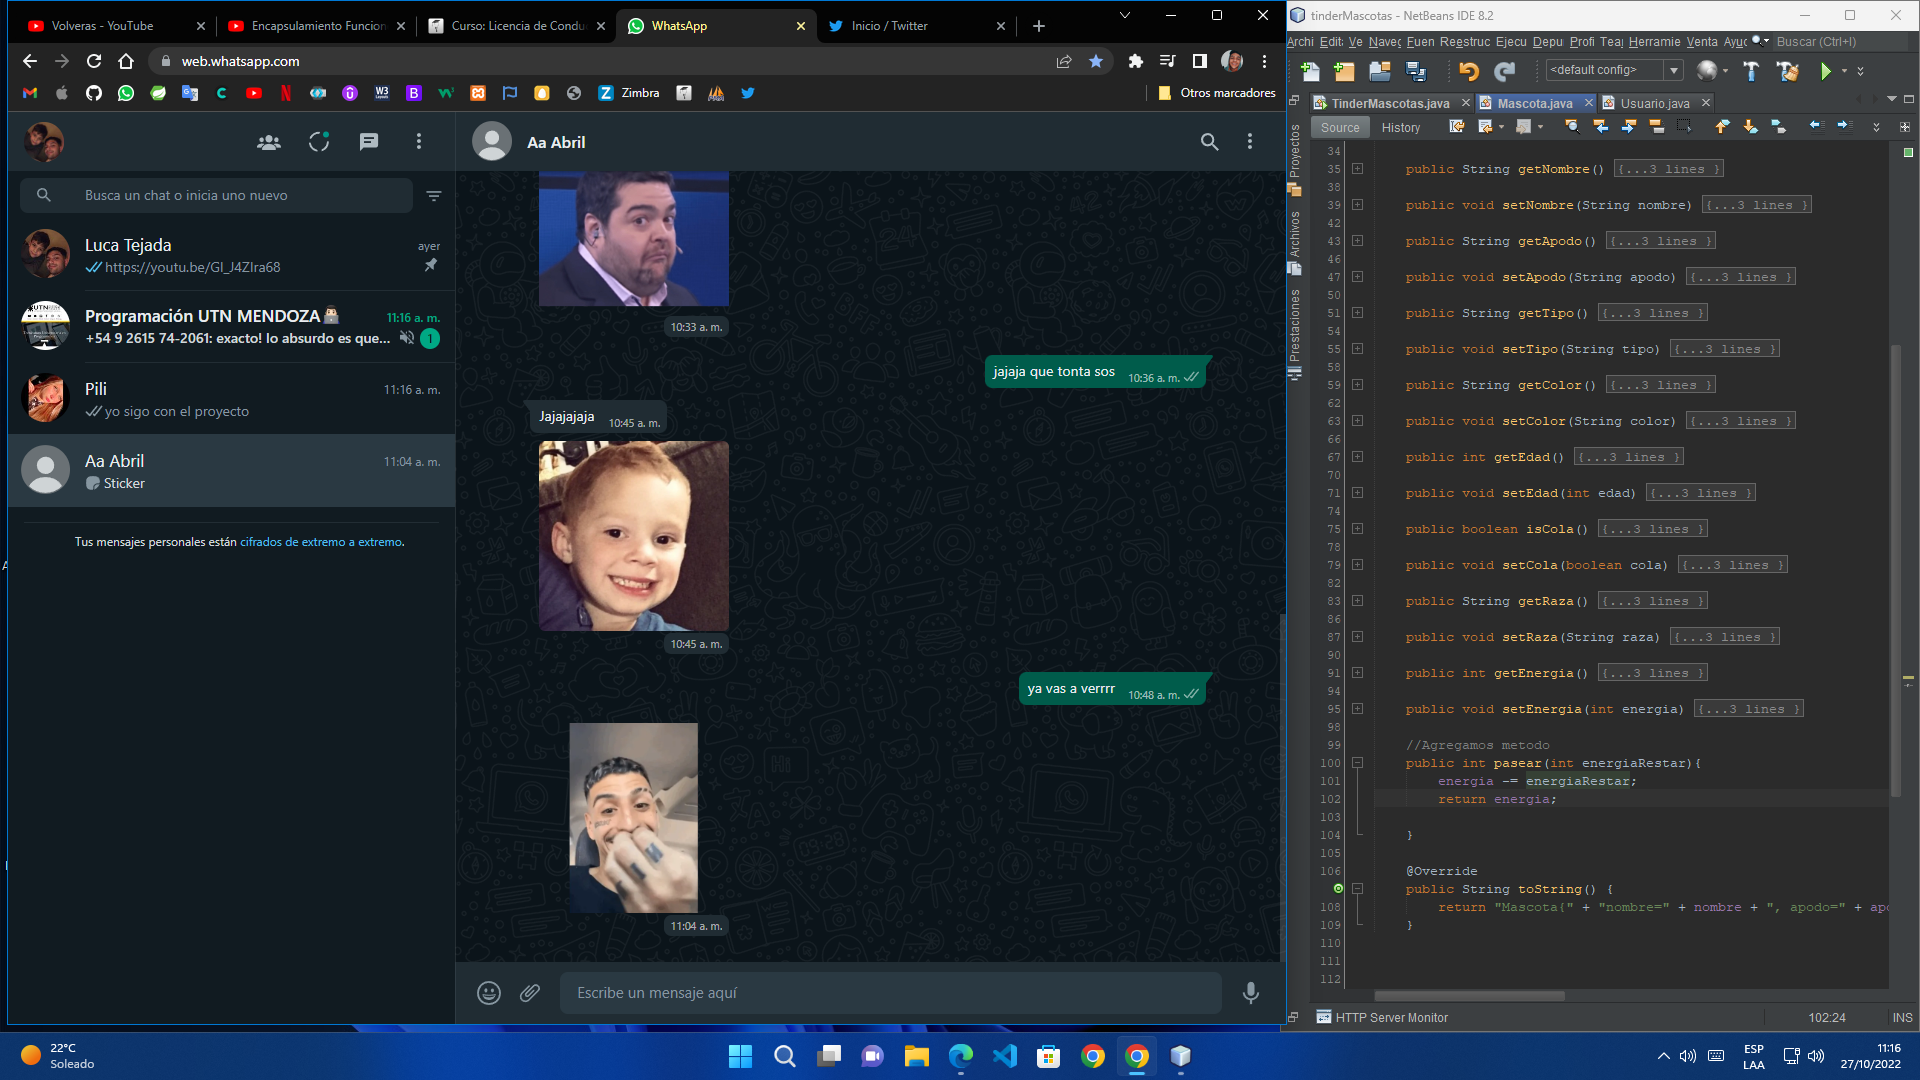 Volveras - YouTube
Encapsulamiento Funcion
Curso: Licencia de Condu
WhatsApp
Inicio / Twitter
web.whatsapp.com
W3
Zimbra
Otros marcadores
Busca un chat o inicia uno nuevo
Luca Tejada
ayer
https://youtu.be/GI_J4ZIra68
Programación UTN MENDOZA
11:16 a. m.
+54 9 2615 74-2061: exacto! lo absurdo es que...
1
Pili
11:16 a. m.
yo sigo con el proyecto
Aa Abril
11:04 a. m.
Sticker
Tus mensajes personales están cifrados de extremo a extremo.
Aa Abril
10:33 a. m.
jajaja que tonta sos 10:36 a. m.
Jajajajaja 10:45 a. m.
10:45 a. m.
ya vas a verrrr 10:48 a. m.
11:04 a. m.
Escribe un mensaje aquí
tinderMascotas - NetBeans IDE 8.2
Archi Edit Ve Naveg Fuen Reestruc Ejecu Depu Profi Tea Herramie Venta Ayuc Buscar (Ctrl+I)
<default config>
TinderMascotas.java
Mascota.java
Usuario.java
Source History
Proyectos
Archivos
Prestaciones
34
35 public String getNombre() {...3 lines }
38
39 public void setNombre(String nombre) {...3 lines }
42
43 public String getApodo() {...3 lines }
46
47 public void setApodo(String apodo) {...3 lines }
50
51 public String getTipo() {...3 lines }
54
55 public void setTipo(String tipo) {...3 lines }
58
59 public String getColor() {...3 lines }
62
63 public void setColor(String color) {...3 lines }
66
67 public int getEdad() {...3 lines }
70
71 public void setEdad(int edad) {...3 lines }
74
75 public boolean isCola() {...3 lines }
78
79 public void setCola(boolean cola) {...3 lines }
82
83 public String getRaza() {...3 lines }
86
87 public void setRaza(String raza) {...3 lines }
90
91 public int getEnergia() {...3 lines }
94
95 public void setEnergia(int energia) {...3 lines }
98
99 //Agregamos metodo
100 public int pasear(int energiaRestar){
101 energia -= energiaRestar;
102 return energia;
103
104 }
105
106 @Override
public String toString() {
108 return "Mascota{" + "nombre=" + nombre + ", apodo=" + apo
109 }
110
111
112
HTTP Server Monitor
102:24
INS
22°C
Soleado
ESP
LAA
11:16
27/10/2022